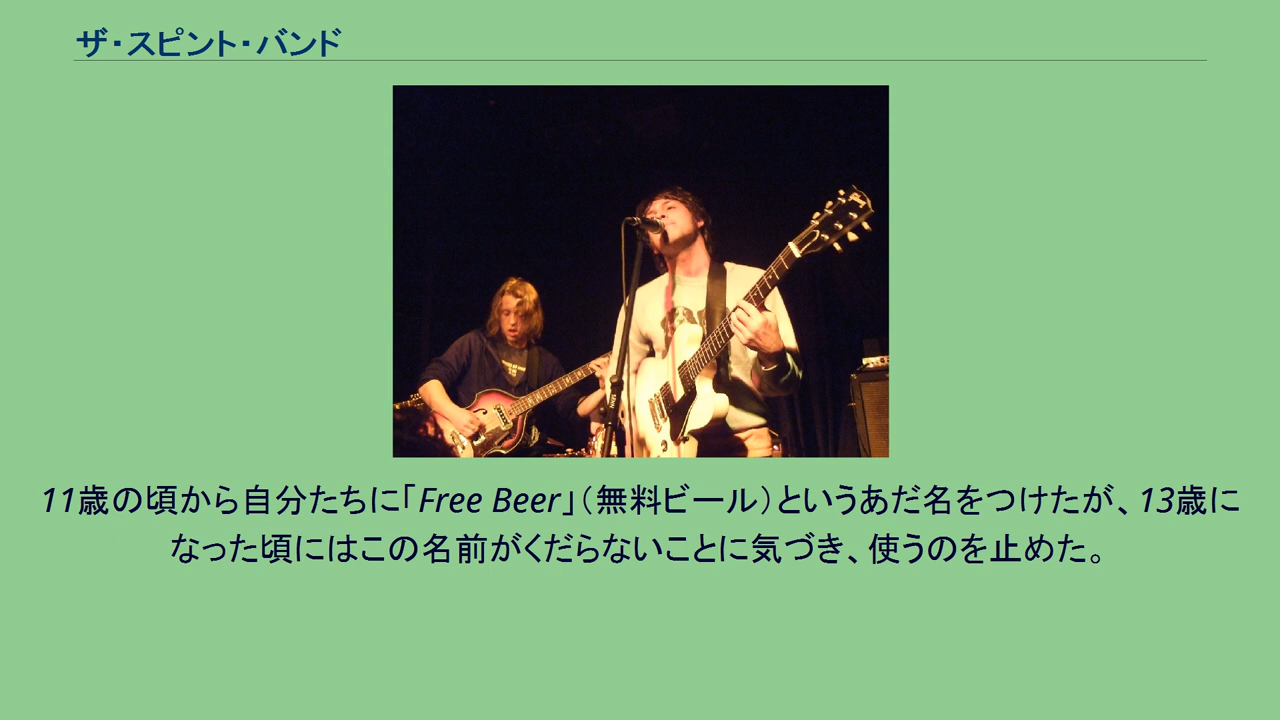 ザ・スピント・バンド
11歳の頃から自分たちに「Free Beer」（無料ビール）というあだ名をつけたが、13歳に
なった頃にはこの名前がくだらないことに気づき、使うのを止めた。